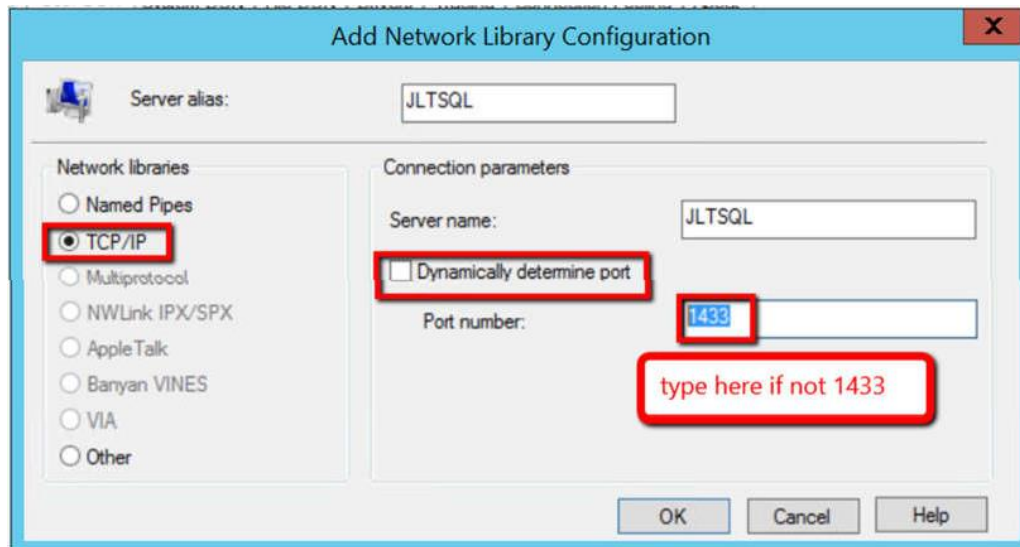 Add Network Library Configuration
X
Server alias:
JLTSQL
Network libraries
Named Pipes
TCP/IP
Multiprotocol
NWLink IPX/SPX
AppleTalk
Banyan VINES
VIA
Other
Connection parameters
Server name:
JLTSQL
Dynamically determine port
Port number:
1433
type here if not 1433
OK
Cancel
Help